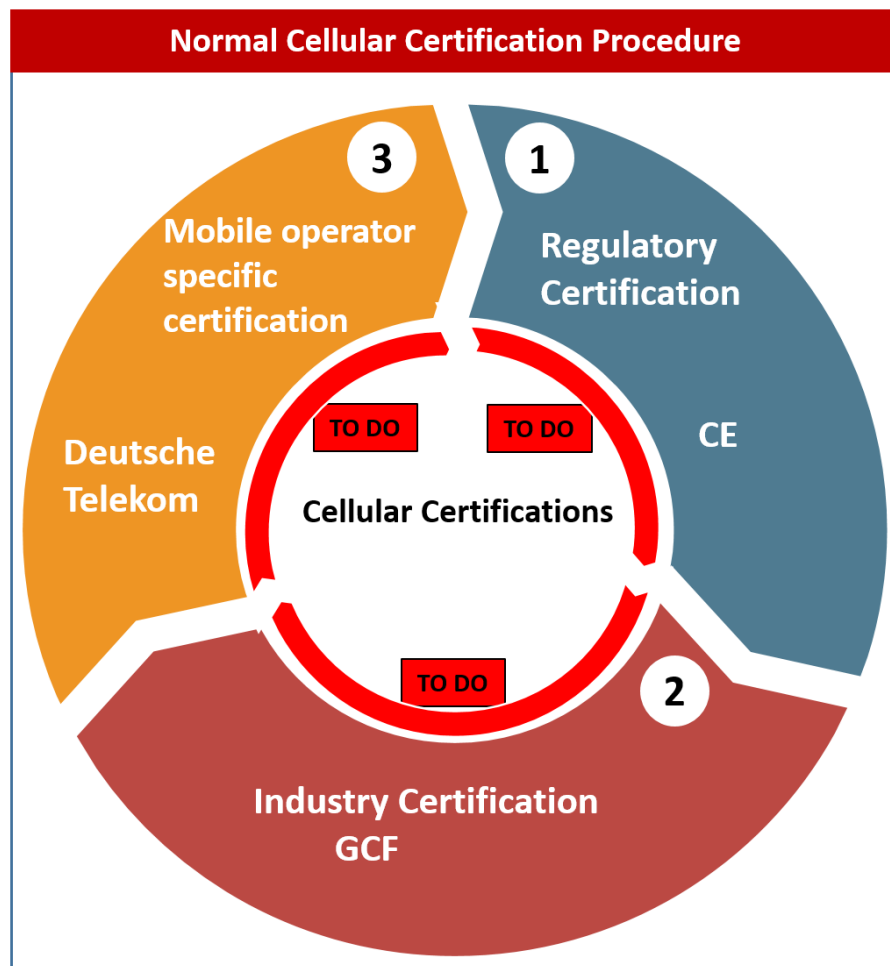 Normal Cellular Certification Procedure
3
1
Mobile operator
specific
certification
Regulatory
Certification
TO DO
TO DO
CE
Deutsche
Telekom
Cellular Certifications
TO DO
2
Industry Certification
GCF